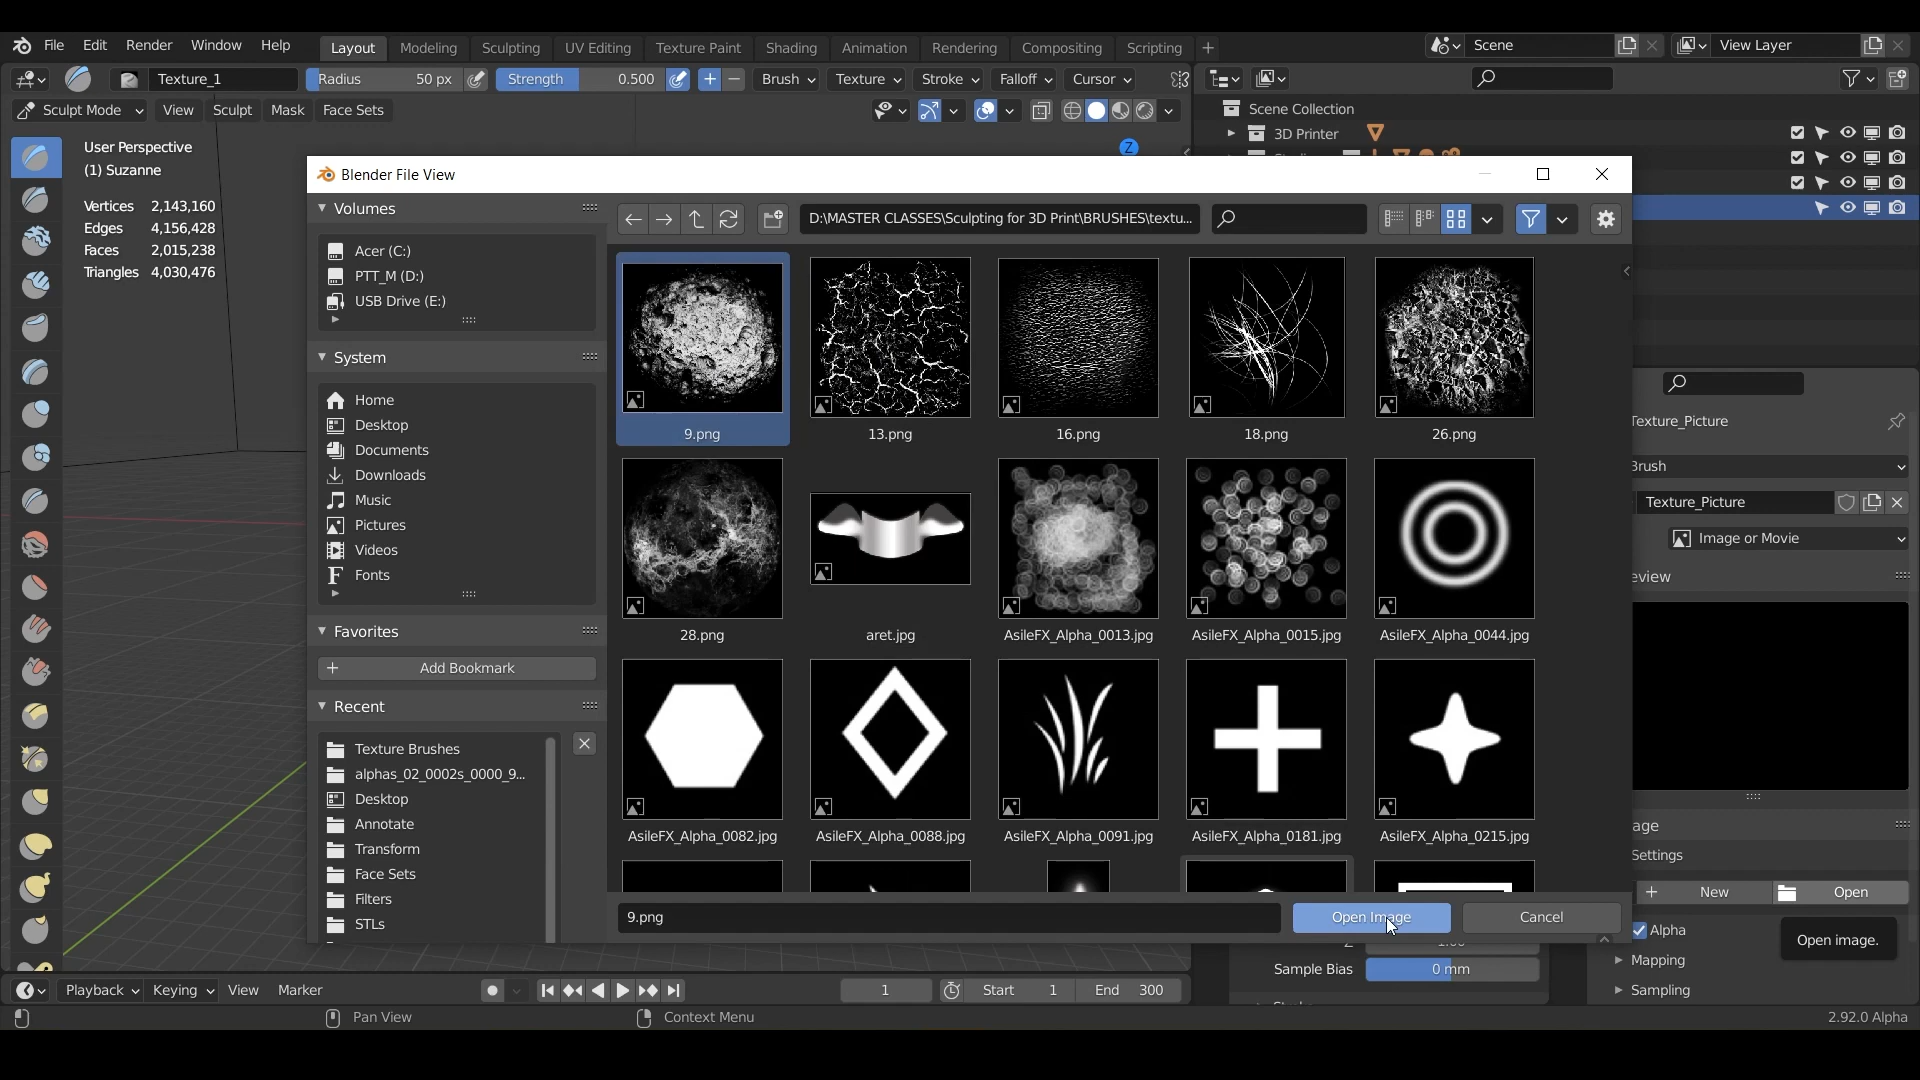 File Edit Render Window Help Layout Modeling Sculpting UV Editing Texture Paint Shading Animation Rendering Compositing Scripting + Scene View Layer
Texture_1 Radius 50 px Strength 0.500 Brush Texture Stroke Falloff Cursor
Sculpt Mode View Sculpt Mask Face Sets
Scene Collection
3D Printer
User Perspective
(1) Suzanne
Z
Vertices 2,143,160
Edges 4,156,428
Faces 2,015,238
Triangles 4,030,476
Blender File View
Volumes
D:\MASTER CLASSES\Sculpting for 3D Print\BRUSHES\textu...
Acer (C:)
PTT_M (D:)
USB Drive (E:)
System
Home
Desktop
Documents
Downloads
Music
Pictures
Videos
Fonts
Favorites
Add Bookmark
Recent
Texture Brushes
alphas_02_0002s_0000_9...
Desktop
Annotate
Transform
Face Sets
Filters
STLs
9.png 13.png 16.png 18.png 26.png
28.png aret.jpg AsileFX_Alpha_0013.jpg AsileFX_Alpha_0015.jpg AsileFX_Alpha_0044.jpg
AsileFX_Alpha_0082.jpg AsileFX_Alpha_0088.jpg AsileFX_Alpha_0091.jpg AsileFX_Alpha_0181.jpg AsileFX_Alpha_0215.jpg
9.png Open Image Cancel
Texture_Picture
Brush
Texture_Picture
Image or Movie
eview
age
Settings
New Open
Alpha
Open image.
Mapping
Sampling
Sample Bias 0 mm
Playback Keying View Marker 1 Start 1 End 300
Pan View Context Menu 2.92.0 Alpha